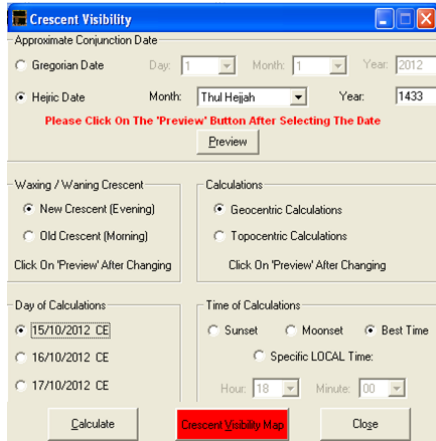 Crescent Visibility
Approximate Conjunction Date
Gregorian Date Day: 1 Month: 1 Year: 2012
Hejric Date Month: Thul Hejjah Year: 1433
Please Click On The 'Preview' Button After Selecting The Date
Preview
Waxing / Waning Crescent Calculations
New Crescent (Evening) Geocentric Calculations
Old Crescent (Morning) Topocentric Calculations
Click On 'Preview' After Changing Click On 'Preview' After Changing
Day of Calculations Time of Calculations
15/10/2012 CE Sunset Moonset Best Time
16/10/2012 CE Specific LOCAL Time:
17/10/2012 CE Hour: 18 Minute: 00
Calculate Crescent Visibility Map Close